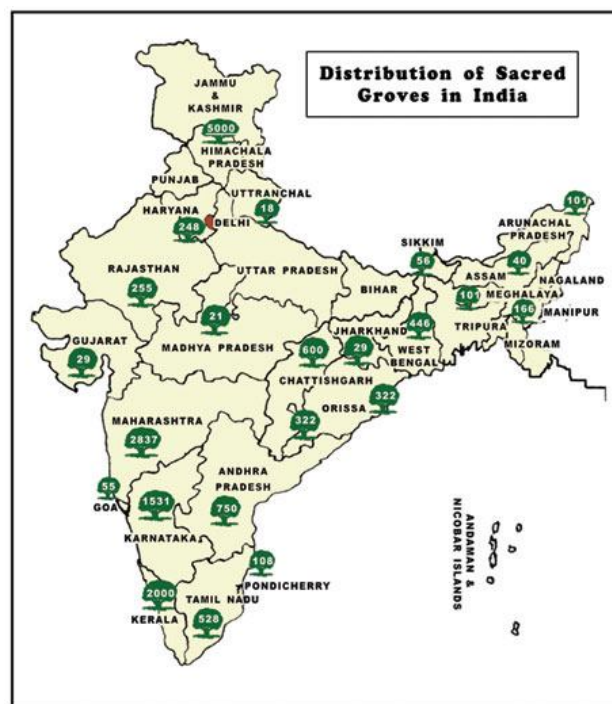 Distribution of Sacred
Groves in India
JAMMU
&
KASHMIR
5000
HIMACHALA
PRADESH
PUNJAB
UTTRANCHAL
18
HARYANA
248
DELHI
101
ARUNACHAL
PRADESH?
SIKKIM
56
40
ASSAM
NAGALAND
RAJASTHAN
255
UTTAR PRADESH
BIHAR
101
MEGHALAYA
166
MANIPUR
21
MADHYA PRADESH
446
TRIPURA
MIZORAM
GUJARAT
29
JHARKHAND
29
WEST
BENGAL
600
CHATTISHGARH
322
ORISSA
322
MAHARASHTRA
2837
ANDHRA
PRADESH
750
55
GOA
1531
KARNATAKA
ANDAMAN &
NICOBAR ISLANDS
108
PONDICHERRY
2000
KERALA
TAMIL NADU
528